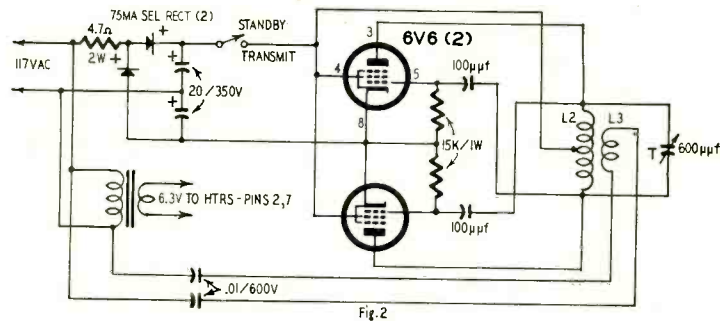 75MA SEL RECT (2)
STANDBY
TRANSMIT
4.7Ω
2W
+
+
+
+
117VAC
20/350V
6V6 (2)
3
4
5
8
100μμf
15K/1W
100μμf
L2
L3
T
600μμf
6.3V TO HTRS-PINS 2,7
.01/600V
Fig.2